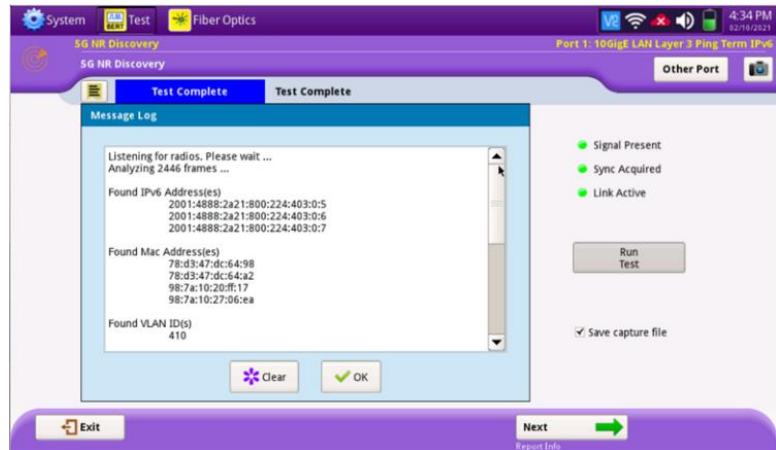 System
Test
Fiber Optics
4:34 PM
02/10/2021
5G NR Discovery
Port 1: 10GigE LAN Layer 3 Ping Term IPv6
5G NR Discovery
Other Port
Test Complete
Test Complete
Message Log
Listening for radios. Please wait ...
Analyzing 2446 frames ...
Found IPv6 Address(es)
2001:4888:2a21:800:224:403:0:5
2001:4888:2a21:800:224:403:0:6
2001:4888:2a21:800:224:403:0:7
Found Mac Address(es)
78:d3:47:dc:64:98
78:d3:47:dc:64:a2
98:7a:10:20:ff:17
98:7a:10:27:06:ea
Found VLAN ID(s)
410
Clear
OK
Signal Present
Sync Acquired
Link Active
Run
Test
Save capture file
Exit
Next
Report Info